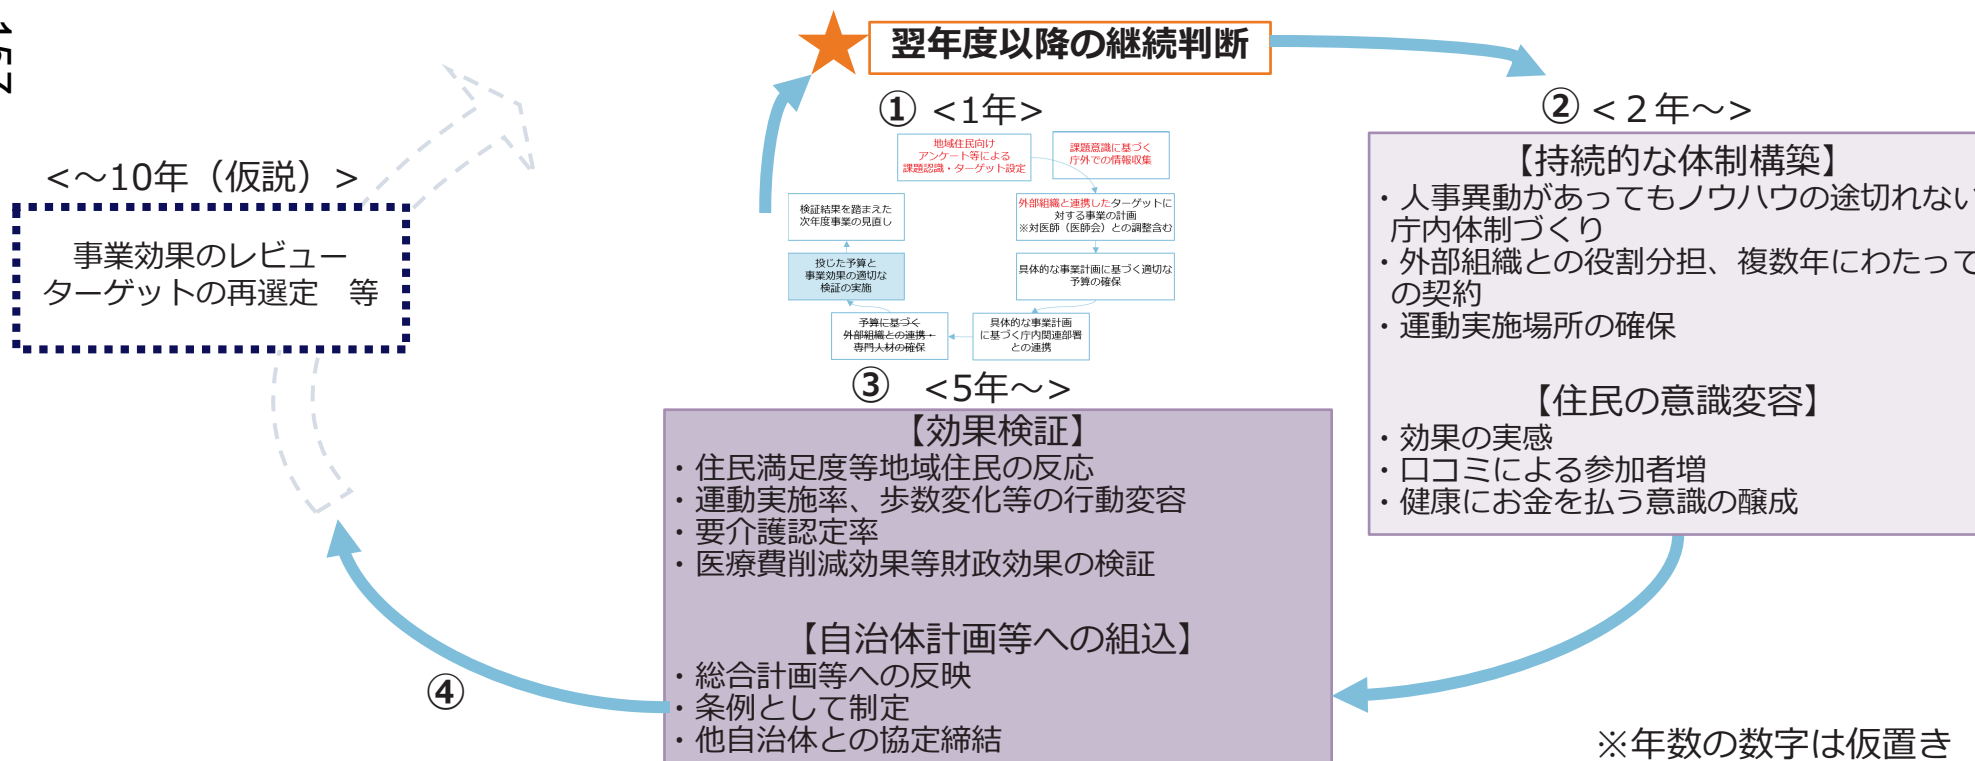 157
翌年度以降の継続判断
① <1年>
地域住民向け
アンケート等による
課題認識・ターゲット設定
課題意識に基づく
庁外での情報収集
外部組織と連携したターゲットに
対する事業の計画
※対医師（医師会）との調整含む
具体的な事業計画に基づく適切な
予算の確保
具体的な事業計画
に基づく庁内関連部署
との連携
予算に基づく
外部組織との連携・
専門人材の確保
投じた予算と
事業効果の適切な
検証の実施
検証結果を踏まえた
次年度事業の見直し
② <２年～>
【持続的な体制構築】
・人事異動があってもノウハウの途切れない
庁内体制づくり
・外部組織との役割分担、複数年にわたって
の契約
・運動実施場所の確保
【住民の意識変容】
・効果の実感
・口コミによる参加者増
・健康にお金を払う意識の醸成
③ <5年～>
【効果検証】
・住民満足度等地域住民の反応
・運動実施率、歩数変化等の行動変容
・要介護認定率
・医療費削減効果等財政効果の検証
【自治体計画等への組込】
・総合計画等への反映
・条例として制定
・他自治体との協定締結
④
<～10年（仮説）>
事業効果のレビュー
ターゲットの再選定　等
※年数の数字は仮置き